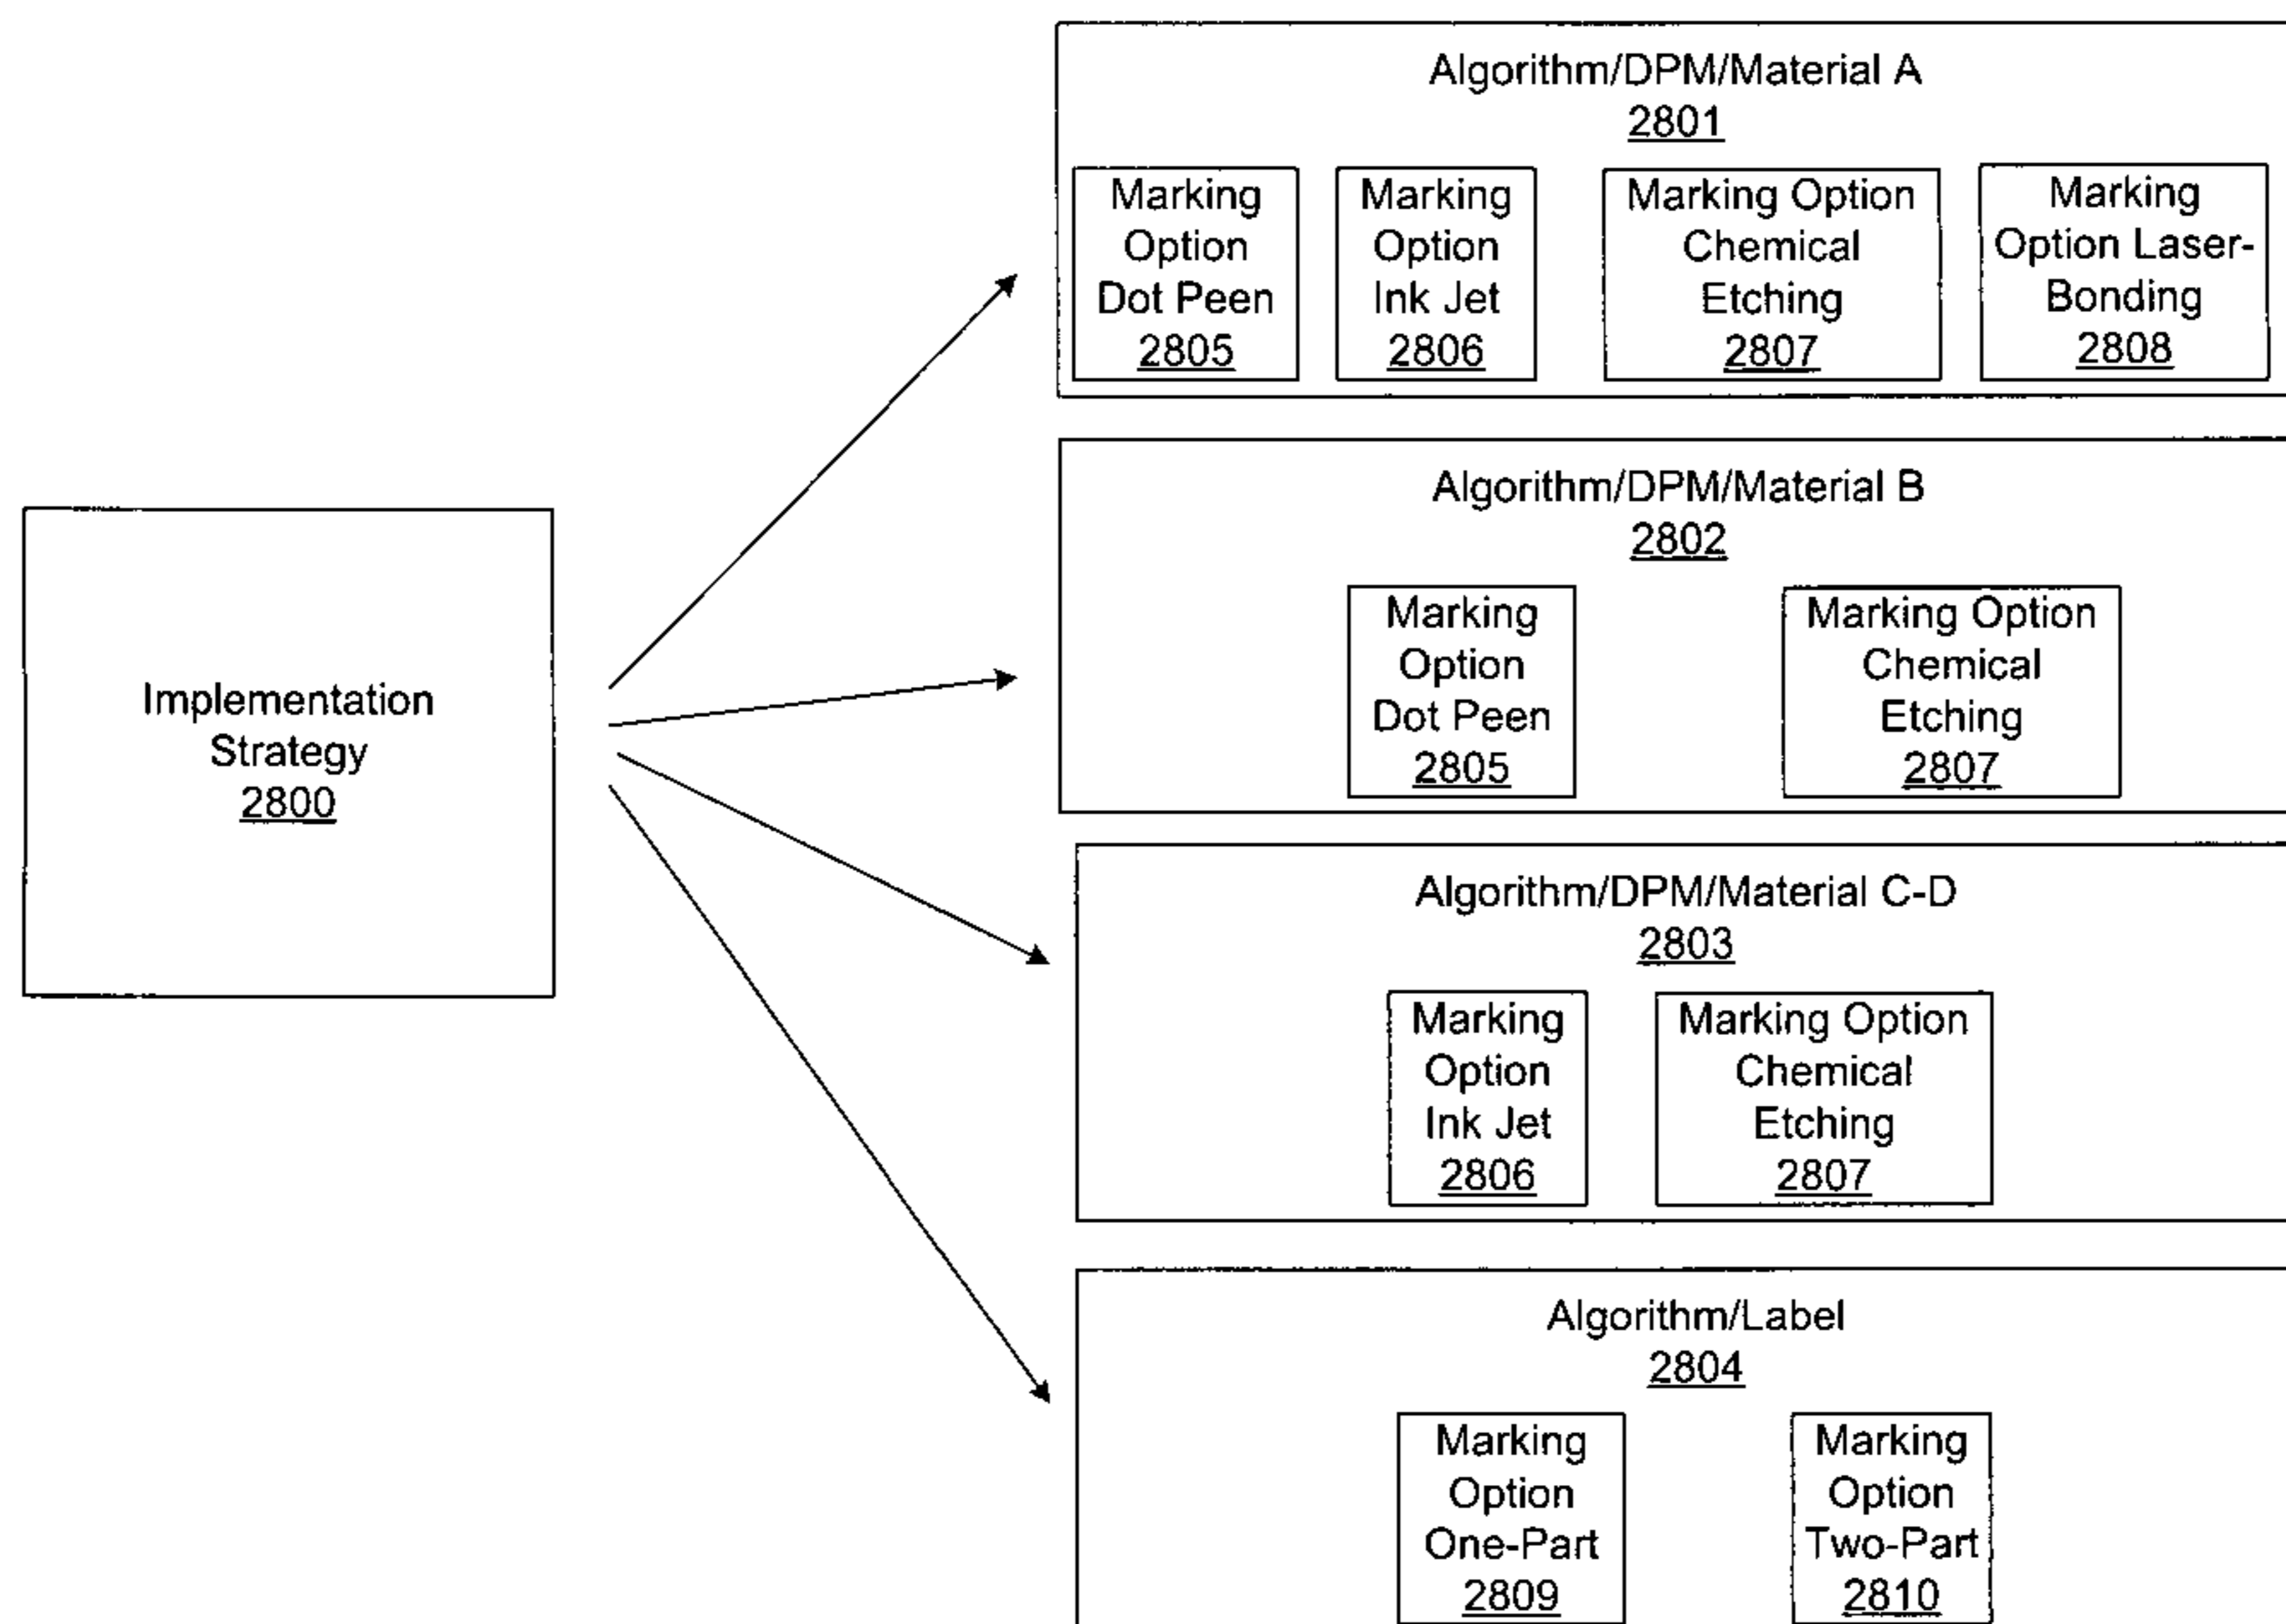 Algorithm/DPM/Material A
2801
Marking
Option
Dot Peen
2805
Marking
Option
Ink Jet
2806
Marking Option
Chemical
Etching
2807
Marking
Option Laser-
Bonding
2808
Algorithm/DPM/Material B
2802
Marking
Option
Dot Peen
2805
Marking Option
Chemical
Etching
2807
Implementation
Strategy
2800
Algorithm/DPM/Material C-D
2803
Marking
Option
Ink Jet
2806
Marking Option
Chemical
Etching
2807
Algorithm/Label
2804
Marking
Option
One-Part
2809
Marking
Option
Two-Part
2810